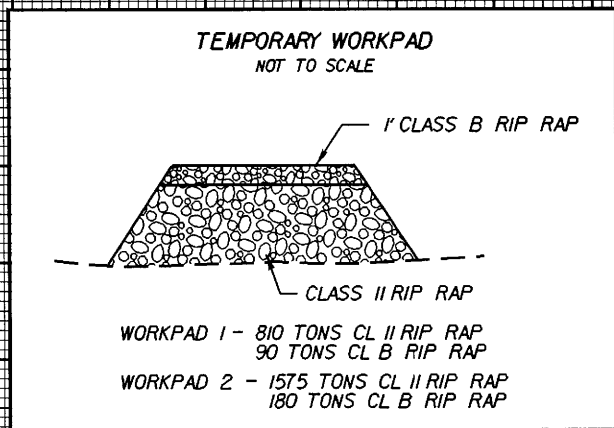 TEMPORARY WORKPAD
NOT TO SCALE
1' CLASS B RIP RAP
CLASS II RIP RAP
WORKPAD 1 - 810 TONS CL II RIP RAP
90 TONS CL B RIP RAP
WORKPAD 2 - 1575 TONS CL II RIP RAP
180 TONS CL B RIP RAP